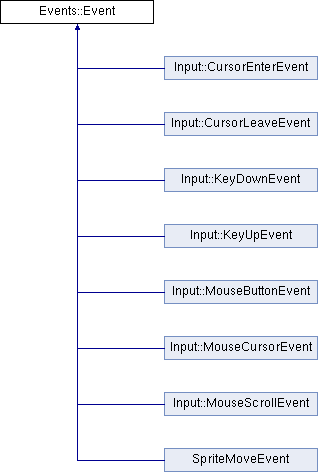 Events::Event
Input::CursorEnterEvent
Input::CursorLeaveEvent
Input::KeyDownEvent
Input::KeyUpEvent
Input::MouseButtonEvent
Input::MouseCursorEvent
Input::MouseScrollEvent
SpriteMoveEvent